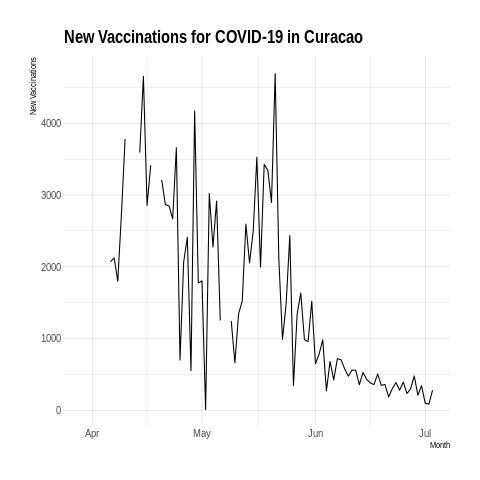 New Vaccinations for COVID-19 in Curacao
New Vaccinations
4000
3000
2000
1000
0
Apr
May
Jun
Jul
Month